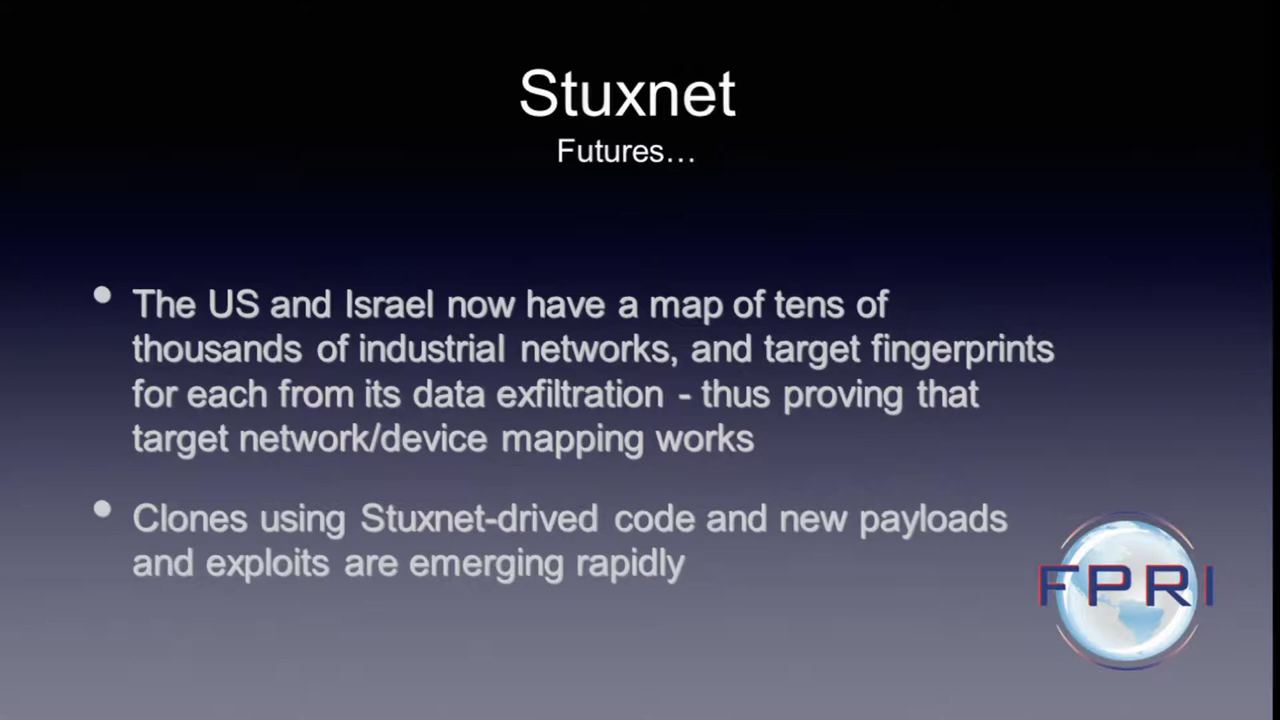 Stuxnet
Futures…
• The US and Israel now have a map of tens of
thousands of industrial networks, and target fingerprints
for each from its data exfiltration - thus proving that
target network/device mapping works
• Clones using Stuxnet-drived code and new payloads
and exploits are emerging rapidly
FPRI